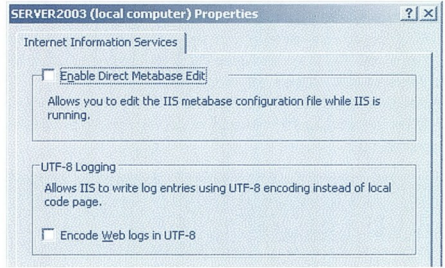 SERVER2003 (local computer) Properties
Internet Information Services
Enable Direct Metabase Edit
Allows you to edit the IIS metabase configuration file while IIS is
running.
UTF-8 Logging
Allows IIS to write log entries using UTF-8 encoding instead of local
code page.
Encode Web logs in UTF-8